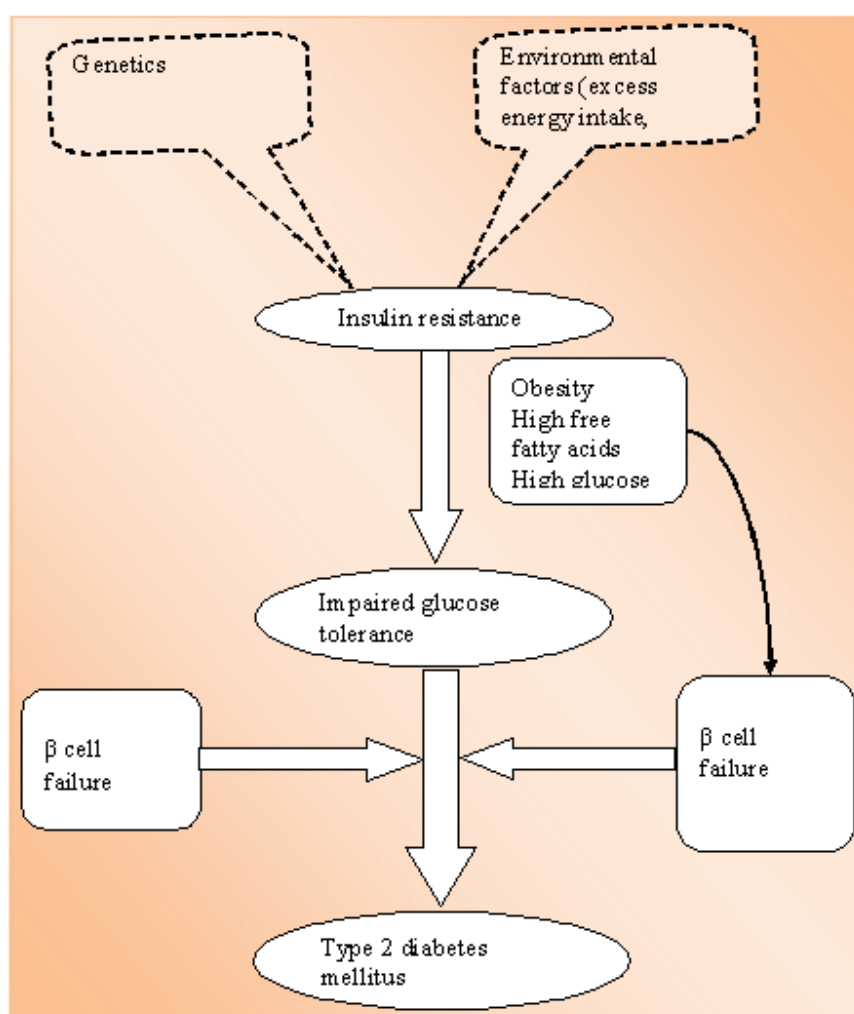 Genetics
Environmental
factors (excess
energy intake,
Insulin resistance
Obesity
High free
fatty acids
High glucose
Impaired glucose
tolerance
β cell
failure
β cell
failure
Type 2 diabetes
mellitus